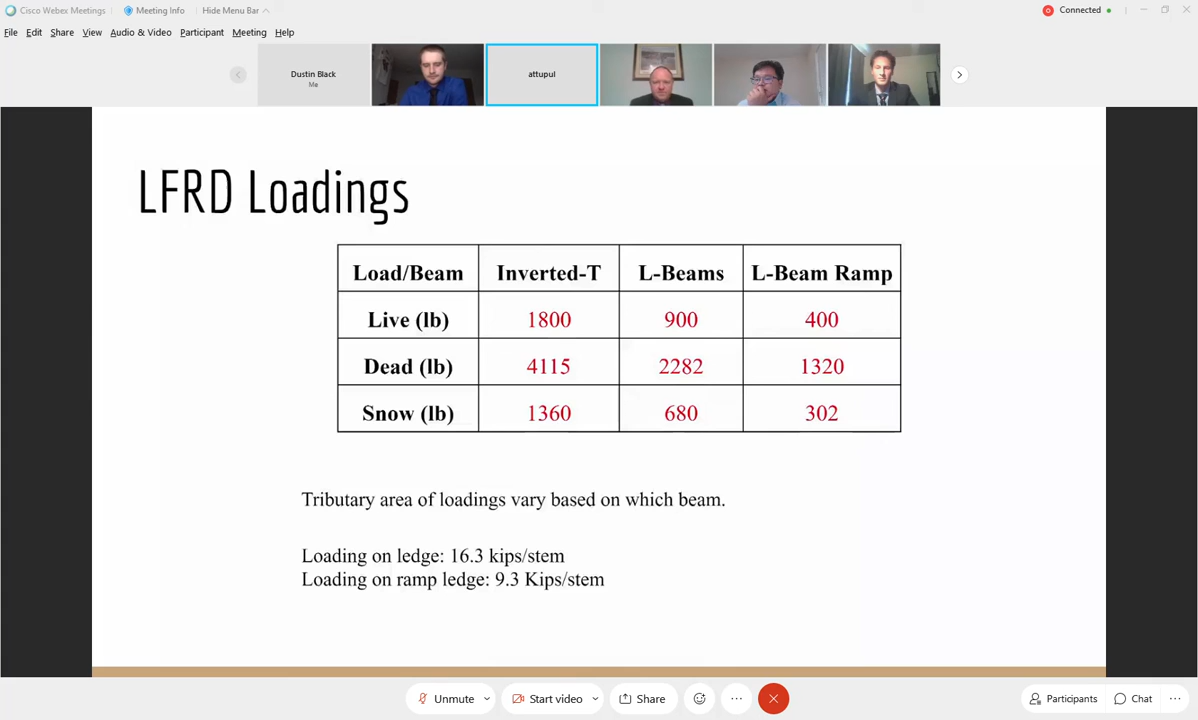 Cisco Webex Meetings Meeting Info Hide Menu Bar Connected
File Edit Share View Audio & Video Participant Meeting Help
Dustin Black
Me
attupul
LFRD Loadings
Load/Beam Inverted-T L-Beams L-Beam Ramp
Live (lb) 1800 900 400
Dead (lb) 4115 2282 1320
Snow (lb) 1360 680 302
Tributary area of loadings vary based on which beam.
Loading on ledge: 16.3 kips/stem
Loading on ramp ledge: 9.3 Kips/stem
Unmute Start video Share Participants Chat